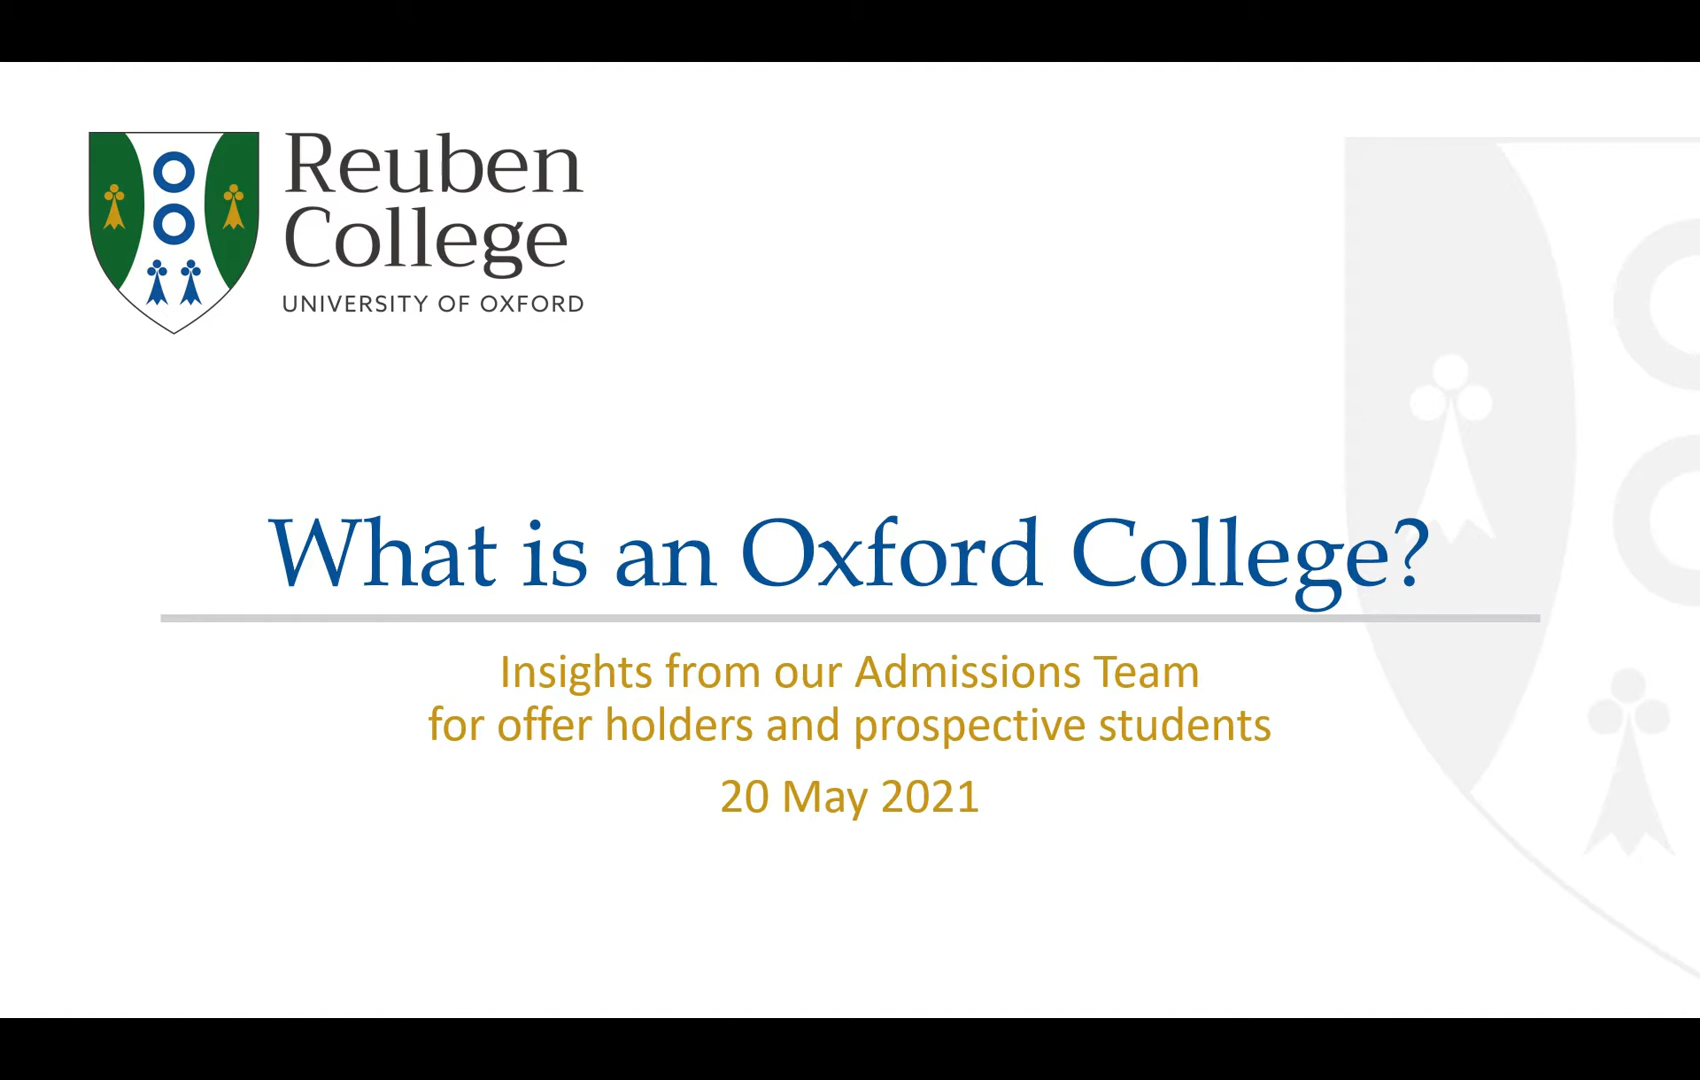 Reuben
College
UNIVERSITY OF OXFORD
What is an Oxford College?
Insights from our Admissions Team
for offer holders and prospective students
20 May 2021